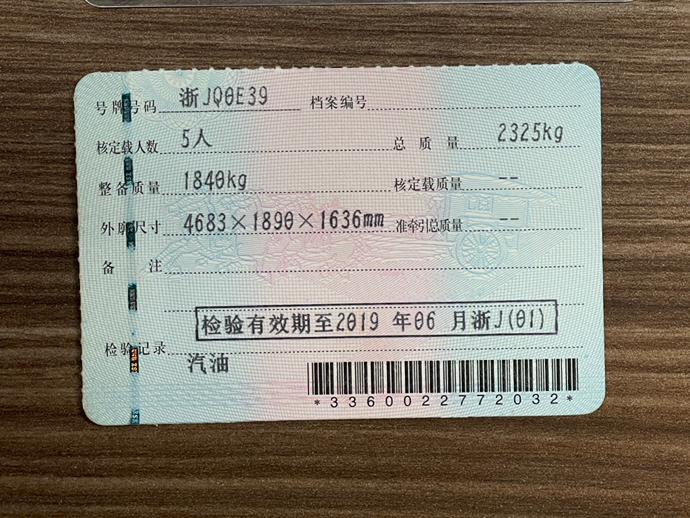 号牌号码 浙JQ0E39 档案编号
核定载人数 5人 总质量 2325kg
整备质量 1840kg 核定载质量 --
外廓尺寸 4683×1890×1636mm 准牵引总质量 --
备注
检验有效期至2019 年06 月浙J(01)
检验记录
汽油
*3360022772032*